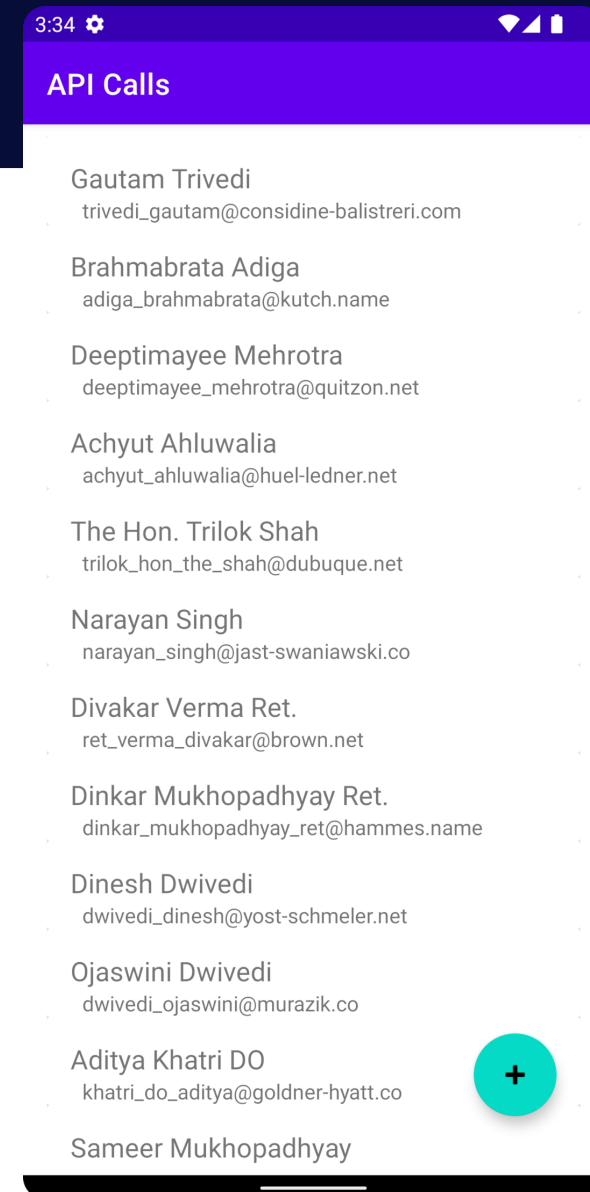 3:34
API Calls
Gautam Trivedi
trivedi_gautam@considine-balistreri.com
Brahmabrata Adiga
adiga_brahmabrata@kutch.name
Deeptimayee Mehrotra
deeptimayee_mehrotra@quitzon.net
Achyut Ahluwalia
achyut_ahluwalia@huel-ledner.net
The Hon. Trilok Shah
trilok_hon_the_shah@dubuque.net
Narayan Singh
narayan_singh@jast-swaniawski.co
Divakar Verma Ret.
ret_verma_divakar@brown.net
Dinkar Mukhopadhyay Ret.
dinkar_mukhopadhyay_ret@hammes.name
Dinesh Dwivedi
dwivedi_dinesh@yost-schmeler.net
Ojaswini Dwivedi
dwivedi_ojaswini@murazik.co
Aditya Khatri DO
khatri_do_aditya@goldner-hyatt.co
+
Sameer Mukhopadhyay